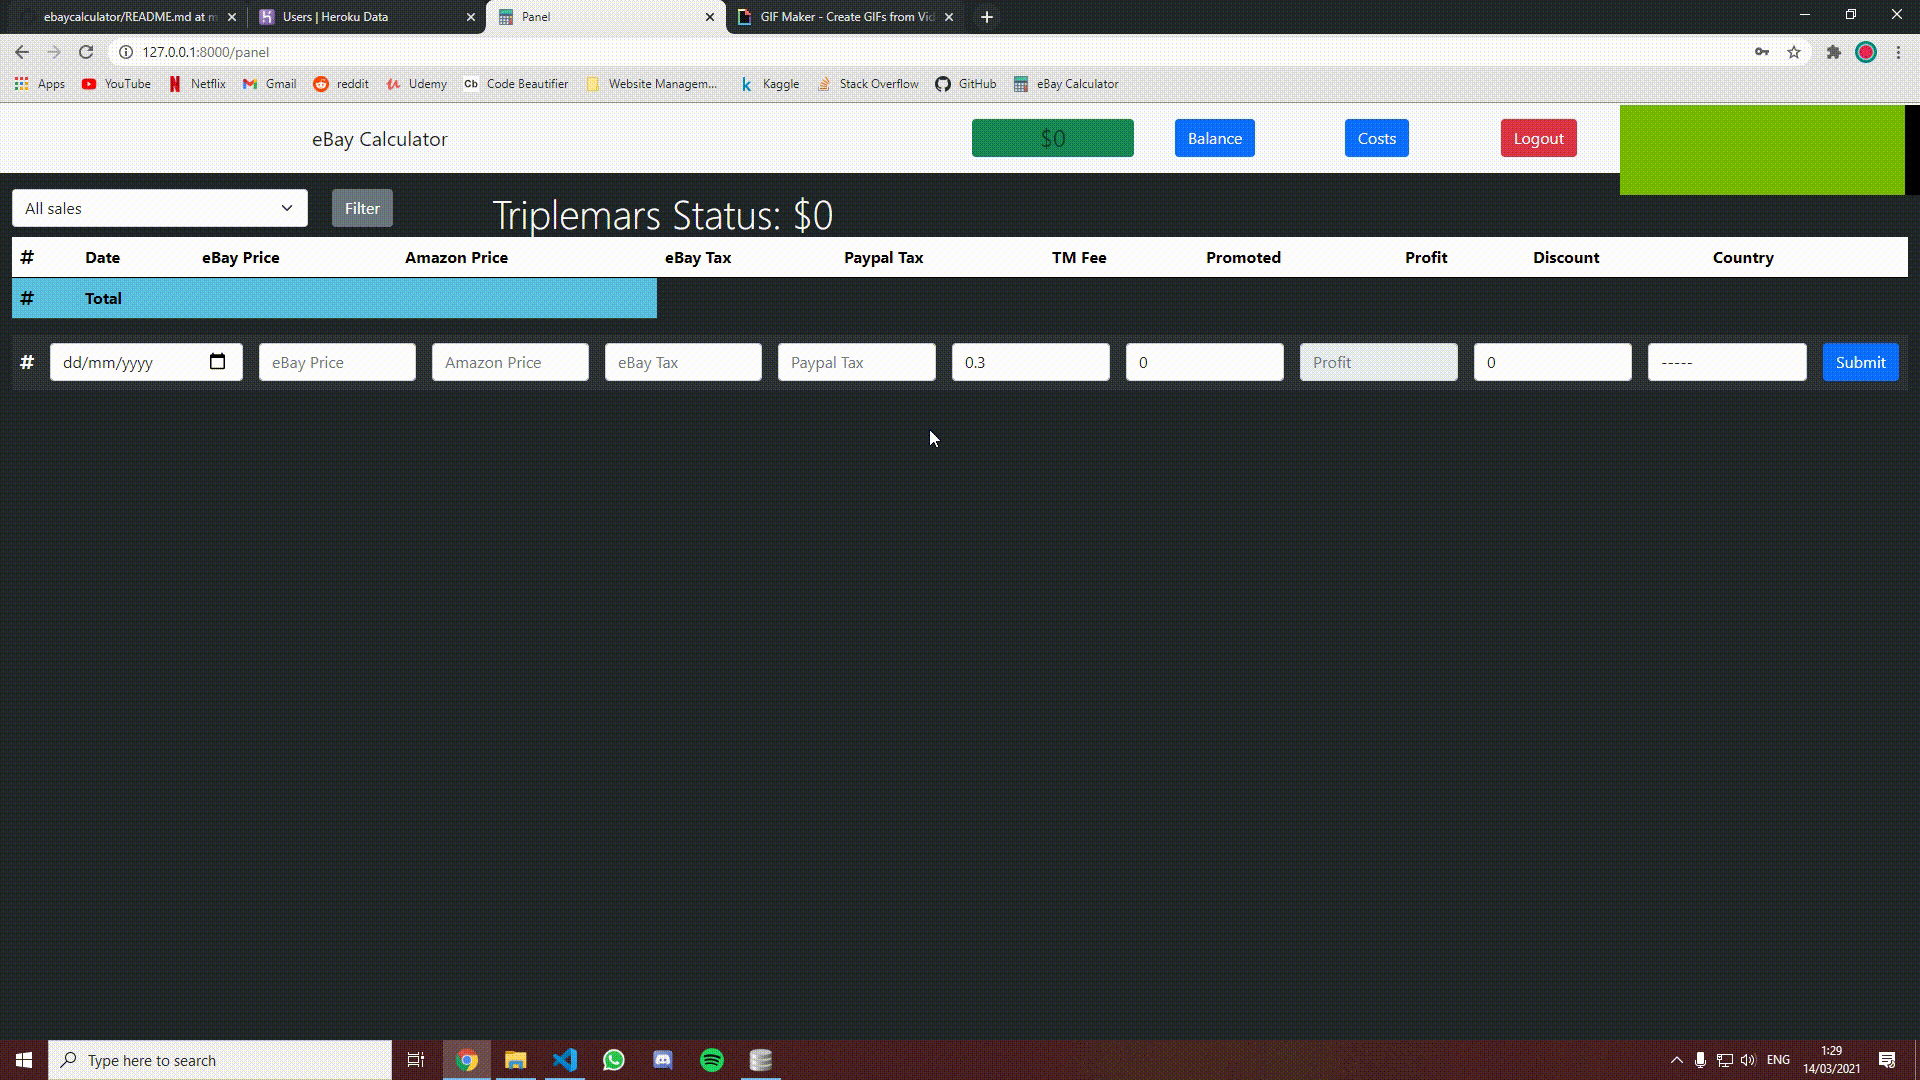 ebaycalculator/README.md at m
Users | Heroku Data
Panel
GIF Maker - Create GIFs from Vid
127.0.0.1:8000/panel
Apps
YouTube
Netflix
Gmail
reddit
Udemy
Cb Code Beautifier
Website Managem...
Kaggle
Stack Overflow
GitHub
eBay Calculator
eBay Calculator
$0
Balance
Costs
Logout
All sales
Filter
Triplemars Status: $0
# Date eBay Price Amazon Price eBay Tax Paypal Tax TM Fee Promoted Profit Discount Country
# Total
# dd/mm/yyyy eBay Price Amazon Price eBay Tax Paypal Tax 0.3 0 Profit 0 ----- Submit
Type here to search
ENG
1:29
14/03/2021